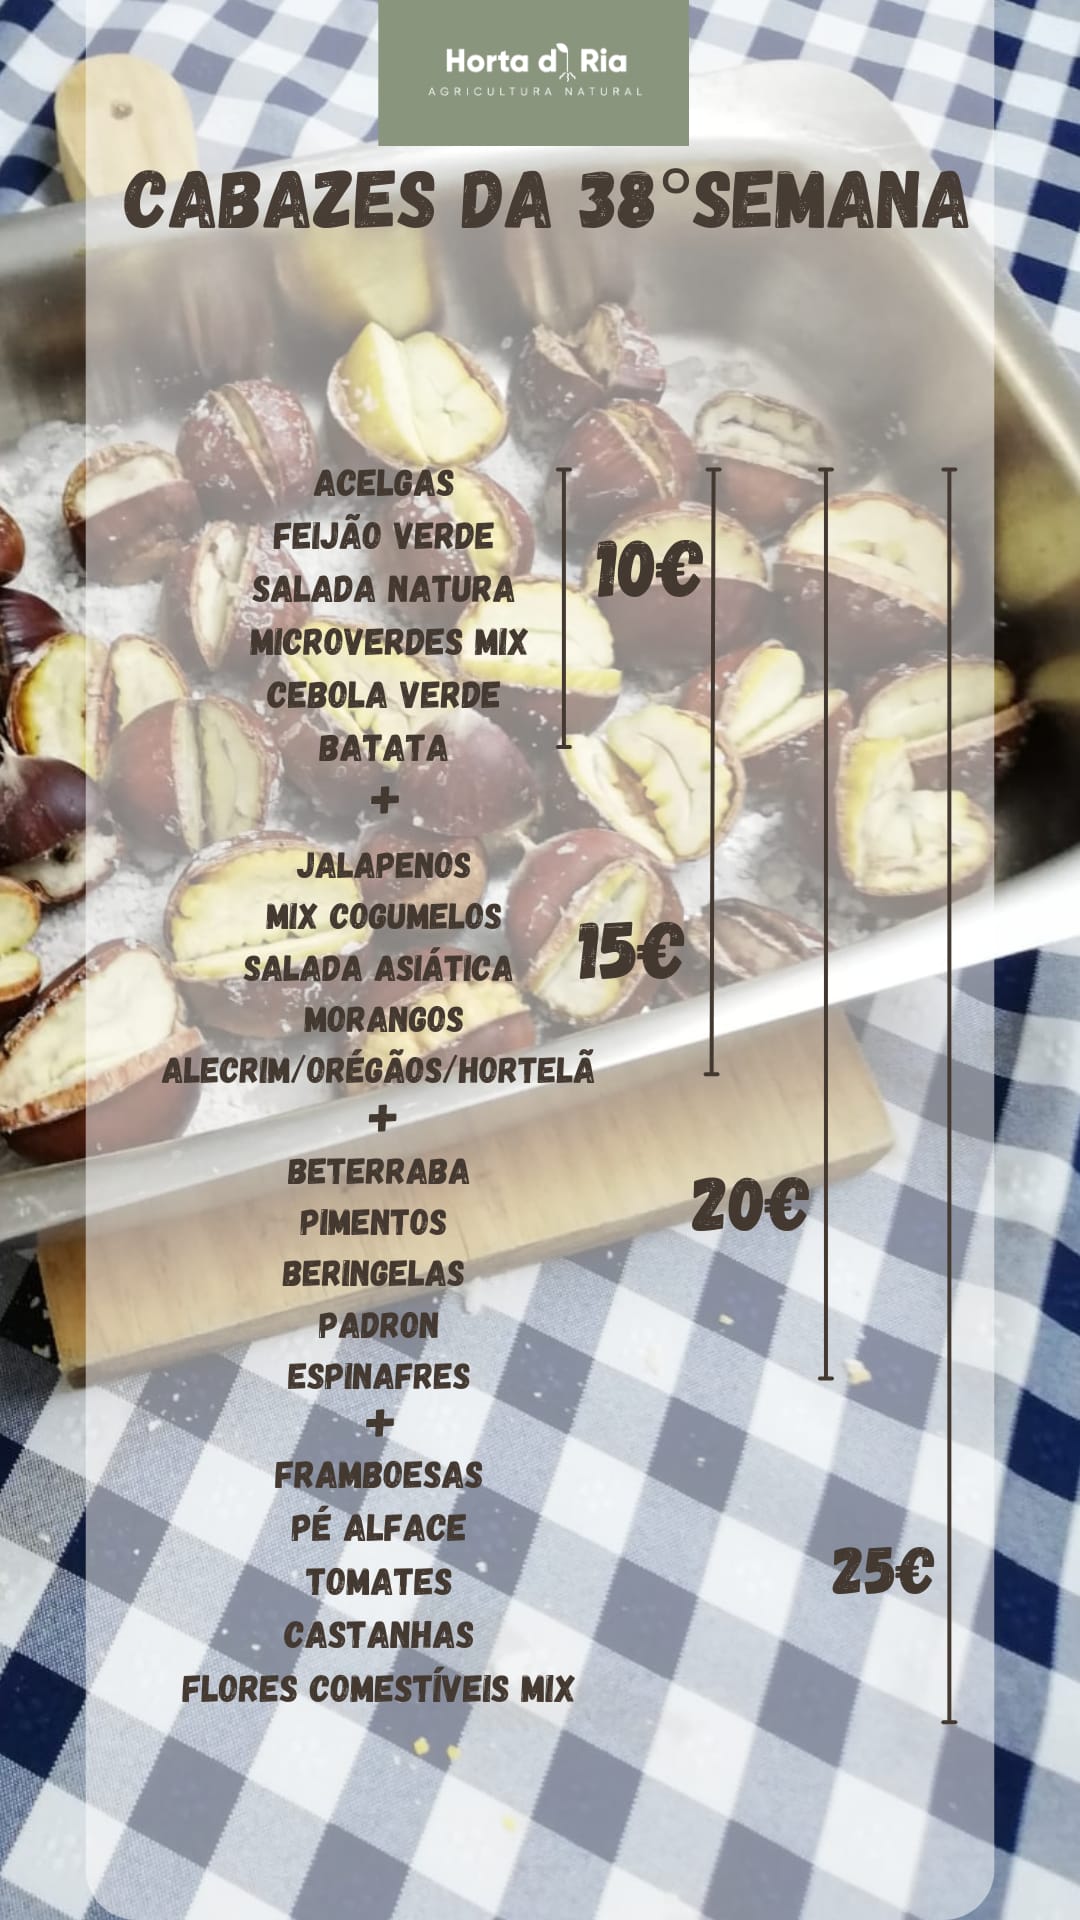 Horta d Ria
AGRICULTURA NATURAL
CABAZES DA 38°SEMANA
ACELGAS
FEIJÃO VERDE
SALADA NATURA
10€
MICROVERDES MIX
CEBOLA VERDE
BATATA
+
JALAPENOS
MIX COGUMELOS
SALADA ASIÁTICA
15€
MORANGOS
ALECRIM/ORÉGÃOS/HORTELÃ
+
BETERRABA
PIMENTOS
20€
BERINGELAS
PADRON
ESPINAFRES
+
FRAMBOESAS
PÉ ALFACE
TOMATES
25€
CASTANHAS
FLORES COMESTÍVEIS MIX